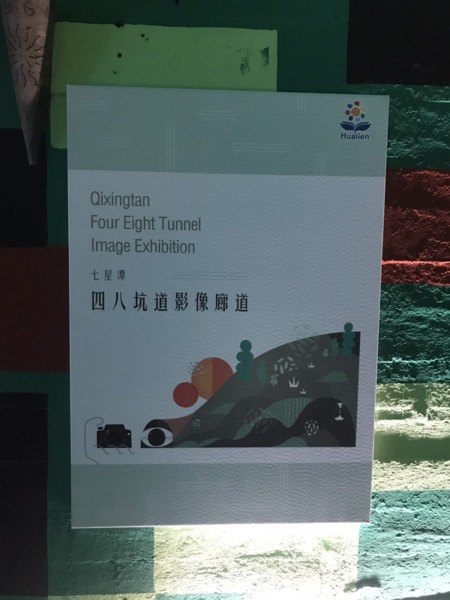 Hualien
Qixingtan
Four Eight Tunnel
Image Exhibition
七星潭
四八坑道影像廊道